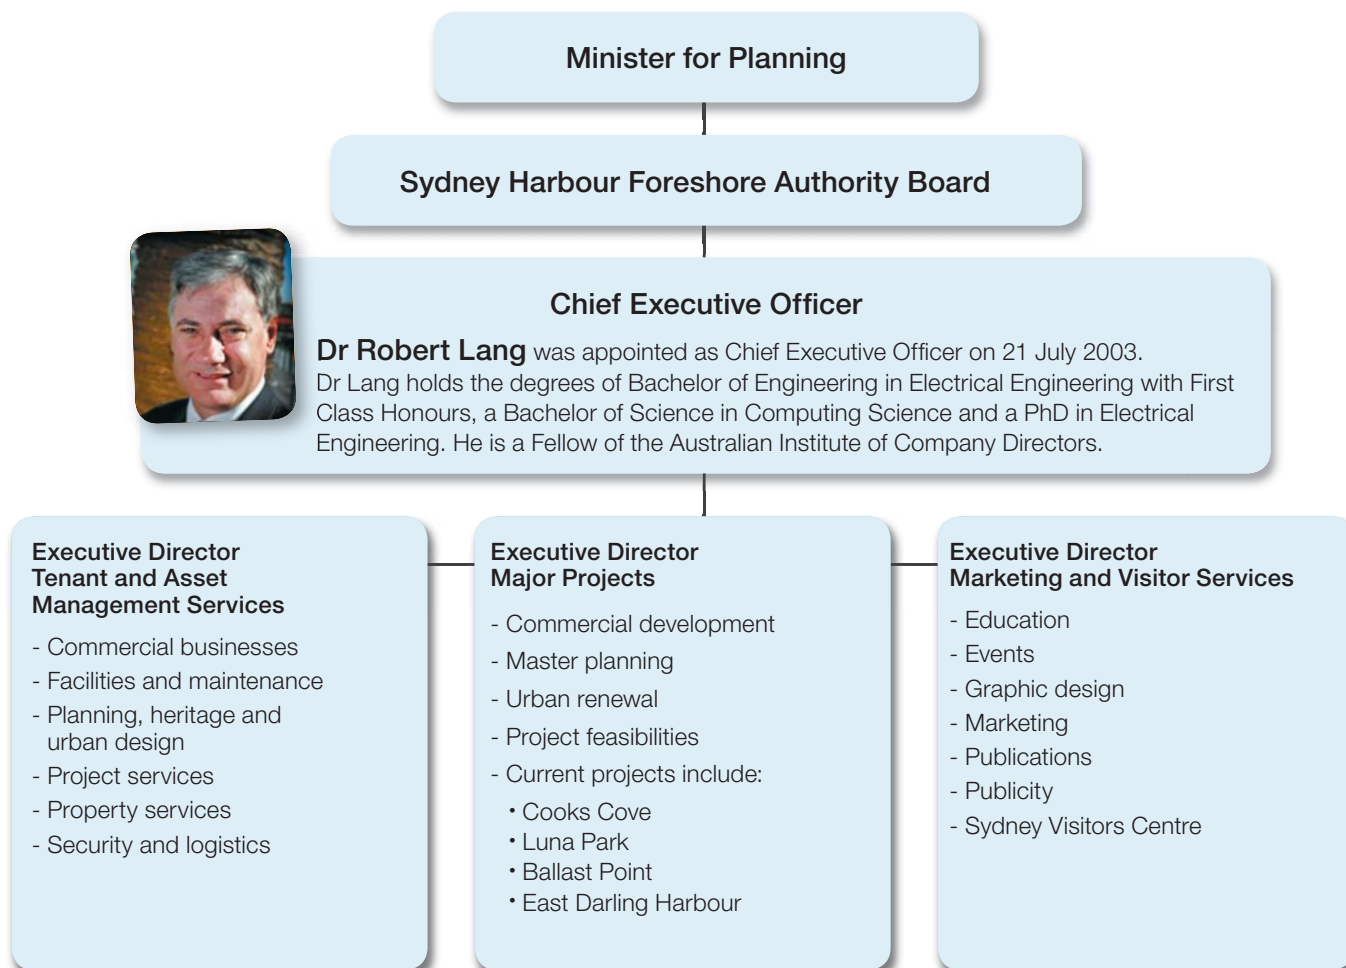 Minister for Planning
Sydney Harbour Foreshore Authority Board
Chief Executive Officer
Dr Robert Lang was appointed as Chief Executive Officer on 21 July 2003.
Dr Lang holds the degrees of Bachelor of Engineering in Electrical Engineering with First
Class Honours, a Bachelor of Science in Computing Science and a PhD in Electrical
Engineering. He is a Fellow of the Australian Institute of Company Directors.
Executive Director
Tenant and Asset
Management Services
- Commercial businesses
- Facilities and maintenance
- Planning, heritage and
urban design
- Project services
- Property services
- Security and logistics
Executive Director
Major Projects
- Commercial development
- Master planning
- Urban renewal
- Project feasibilities
- Current projects include:
• Cooks Cove
• Luna Park
• Ballast Point
• East Darling Harbour
Executive Director
Marketing and Visitor Services
- Education
- Events
- Graphic design
- Marketing
- Publications
- Publicity
- Sydney Visitors Centre